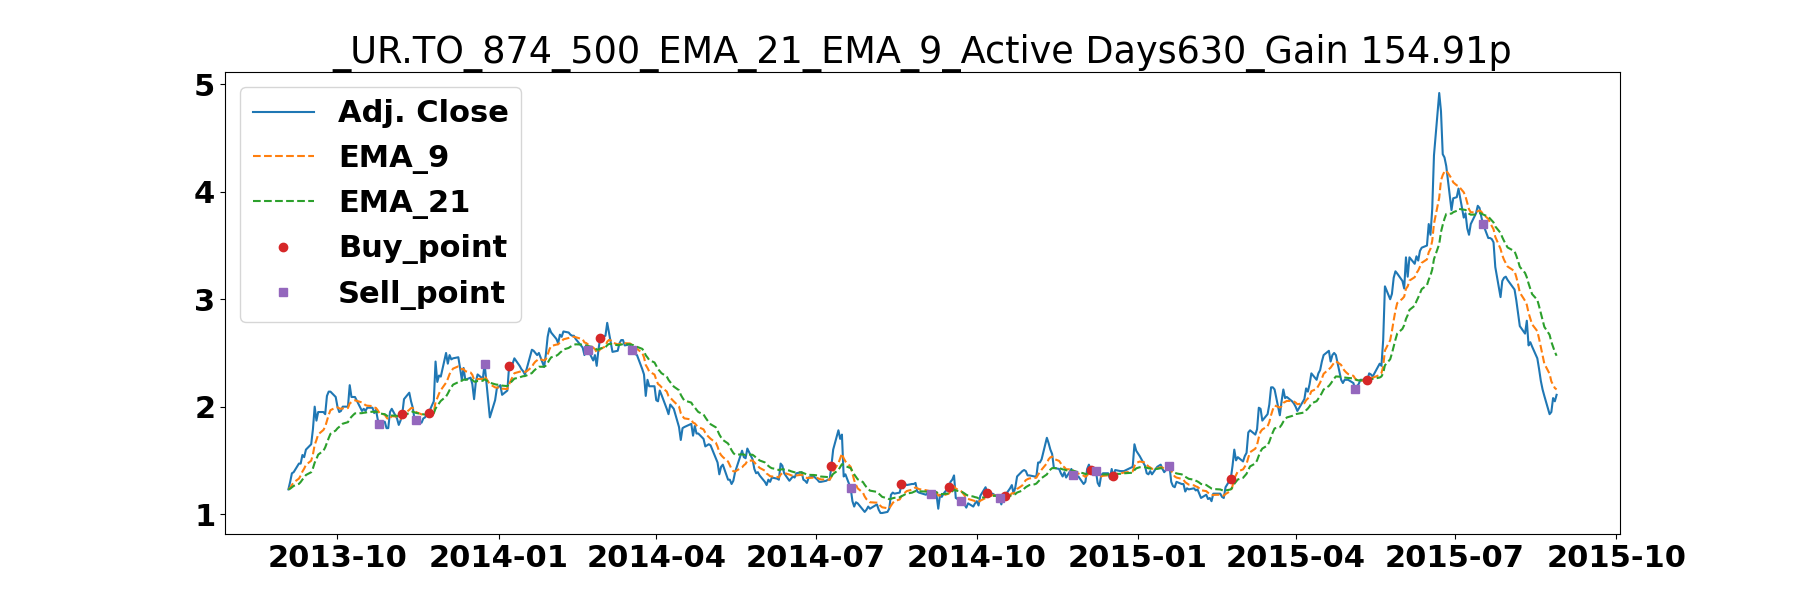 _UR.TO_874_500_EMA_21_EMA_9_Active Days630_Gain 154.91p
5
4
3
2
1
Adj. Close
EMA_9
EMA_21
Buy_point
Sell_point
2013-10 2014-01 2014-04 2014-07 2014-10 2015-01 2015-04 2015-07 2015-10